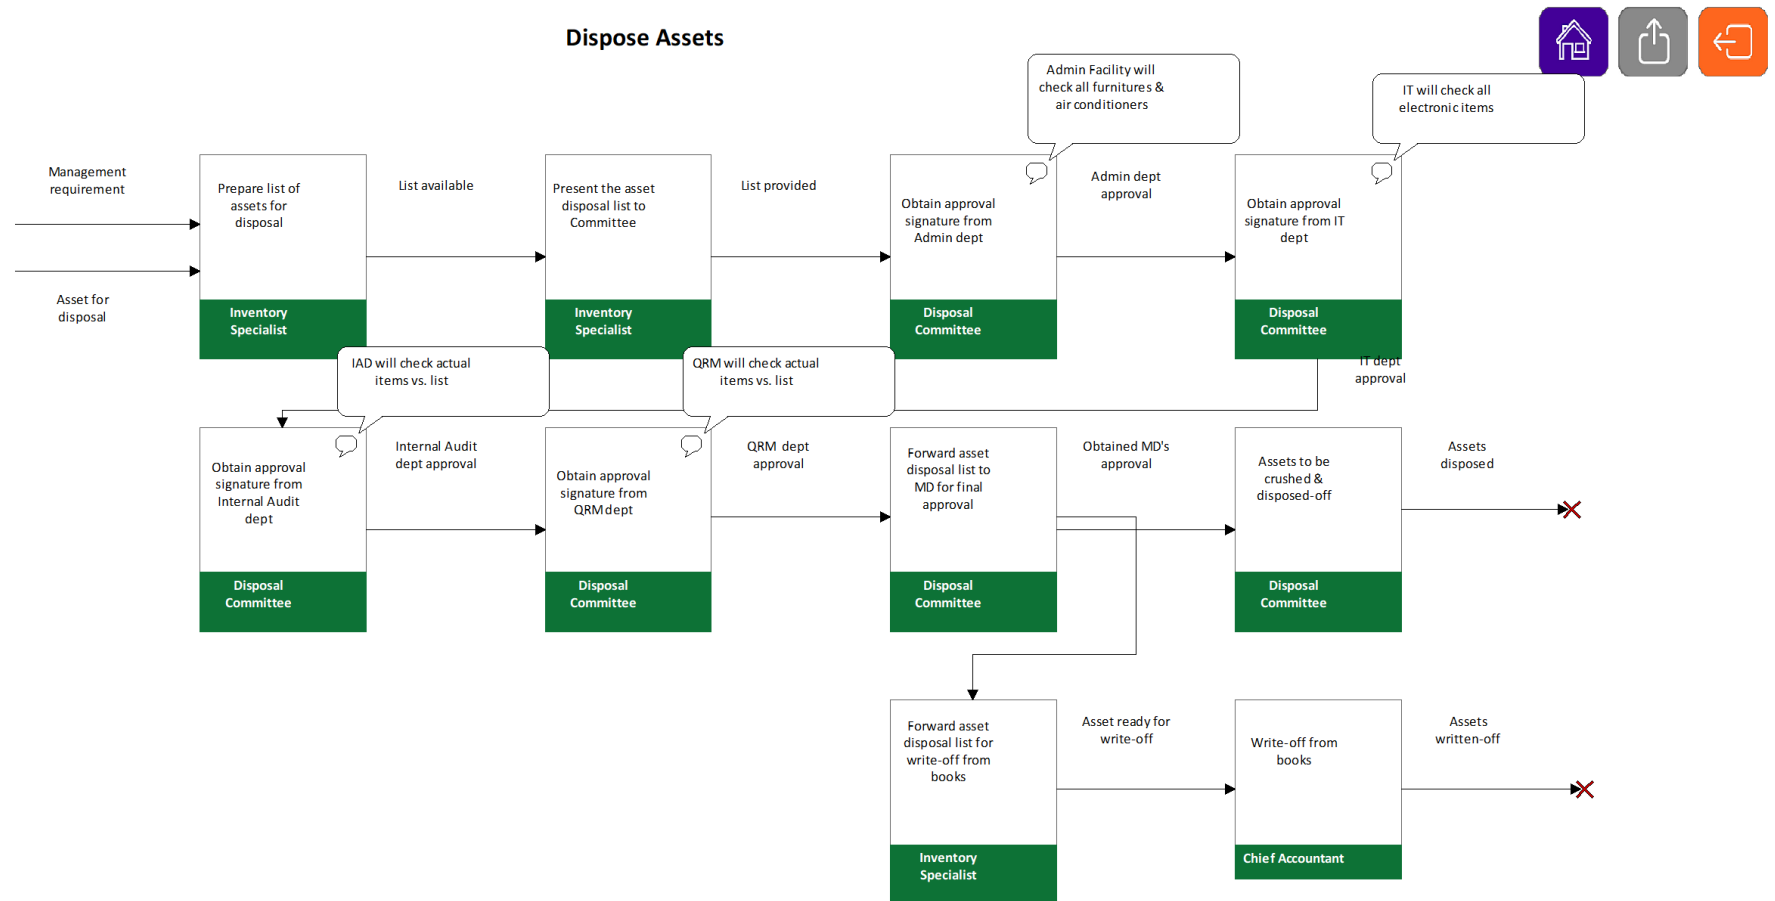 Dispose Assets
Admin Facility will
check all furnitures &
air conditioners
IT will check all
electronic items
Management
requirement
Asset for
disposal
Prepare list of
assets for
disposal
Inventory
Specialist
List available
Present the asset
disposal list to
Committee
Inventory
Specialist
List provided
Obtain approval
signature from
Admin dept
Disposal
Committee
Admin dept
approval
Obtain approval
signature from IT
dept
Disposal
Committee
IT dept
approval
IAD will check actual
items vs. list
QRM will check actual
items vs. list
Obtain approval
signature from
Internal Audit
dept
Disposal
Committee
Internal Audit
dept approval
Obtain approval
signature from
QRM dept
Disposal
Committee
QRM dept
approval
Forward asset
disposal list to
MD for final
approval
Disposal
Committee
Obtained MD's
approval
Assets to be
crushed &
disposed-off
Disposal
Committee
Assets
disposed
Forward asset
disposal list for
write-off from
books
Inventory
Specialist
Asset ready for
write-off
Write-off from
books
Chief Accountant
Assets
written-off